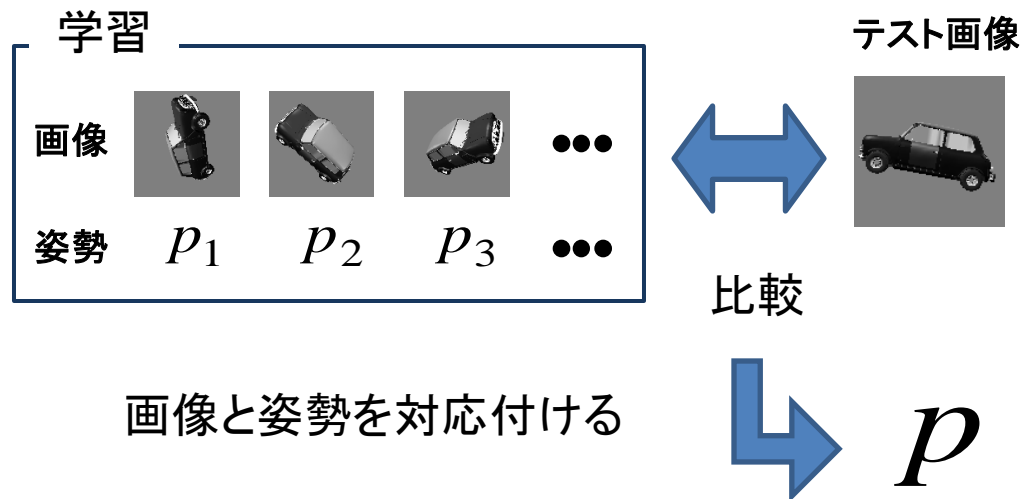 学習
テスト画像
画像 •••
姿勢 p1 p2 p3 •••
比較
画像と姿勢を対応付ける
p